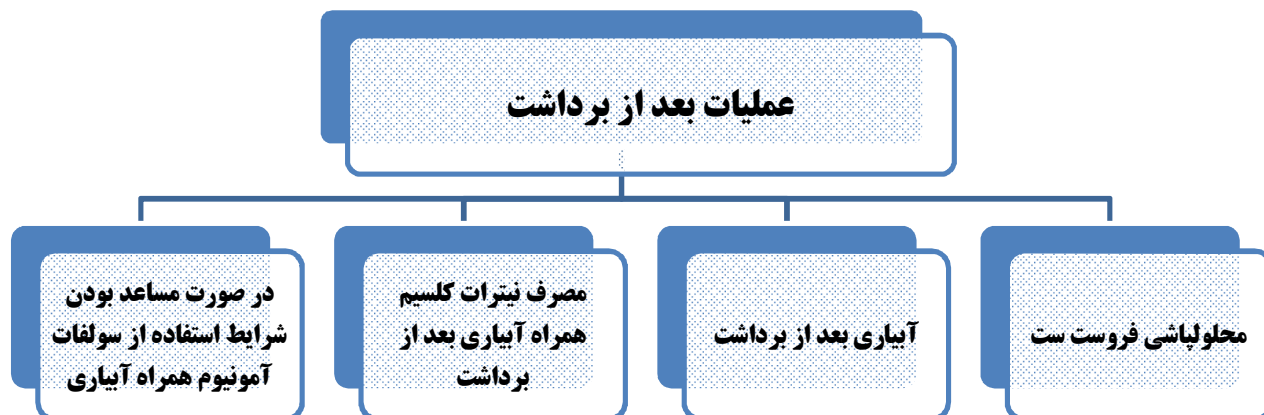 عملیات بعد از برداشت
محلولپاشی فروست ست
آبیاری بعد از برداشت
مصرف نیترات کلسیم
همراه آبیاری بعد از
برداشت
در صورت مساعد بودن
شرایط استفاده از سولفات
آمونیوم همراه آبیاری